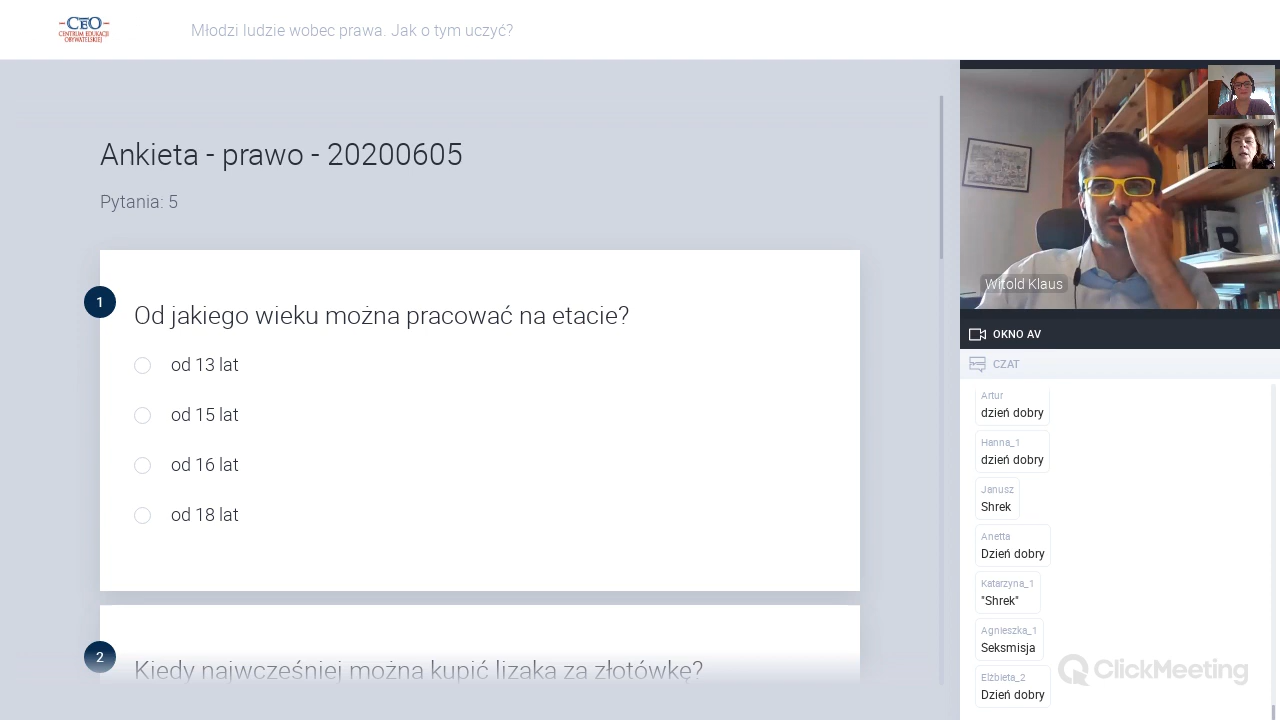 CEO
CENTRUM EDUKACJI
OBYWATELSKIEJ
Młodzi ludzie wobec prawa. Jak o tym uczyć?
Ankieta - prawo - 20200605
Pytania: 5
1
Od jakiego wieku można pracować na etacie?
od 13 lat
od 15 lat
od 16 lat
od 18 lat
2
Kiedy najwcześniej można kupić lizaka za złotówkę?
R
Witold Klaus
OKNO AV
CZAT
Artur
dzień dobry
Hanna_1
dzień dobry
Janusz
Shrek
Anetta
Dzień dobry
Katarzyna_1
"Shrek"
Agnieszka_1
Seksmisja
Elżbieta_2
Dzień dobry
ClickMeeting